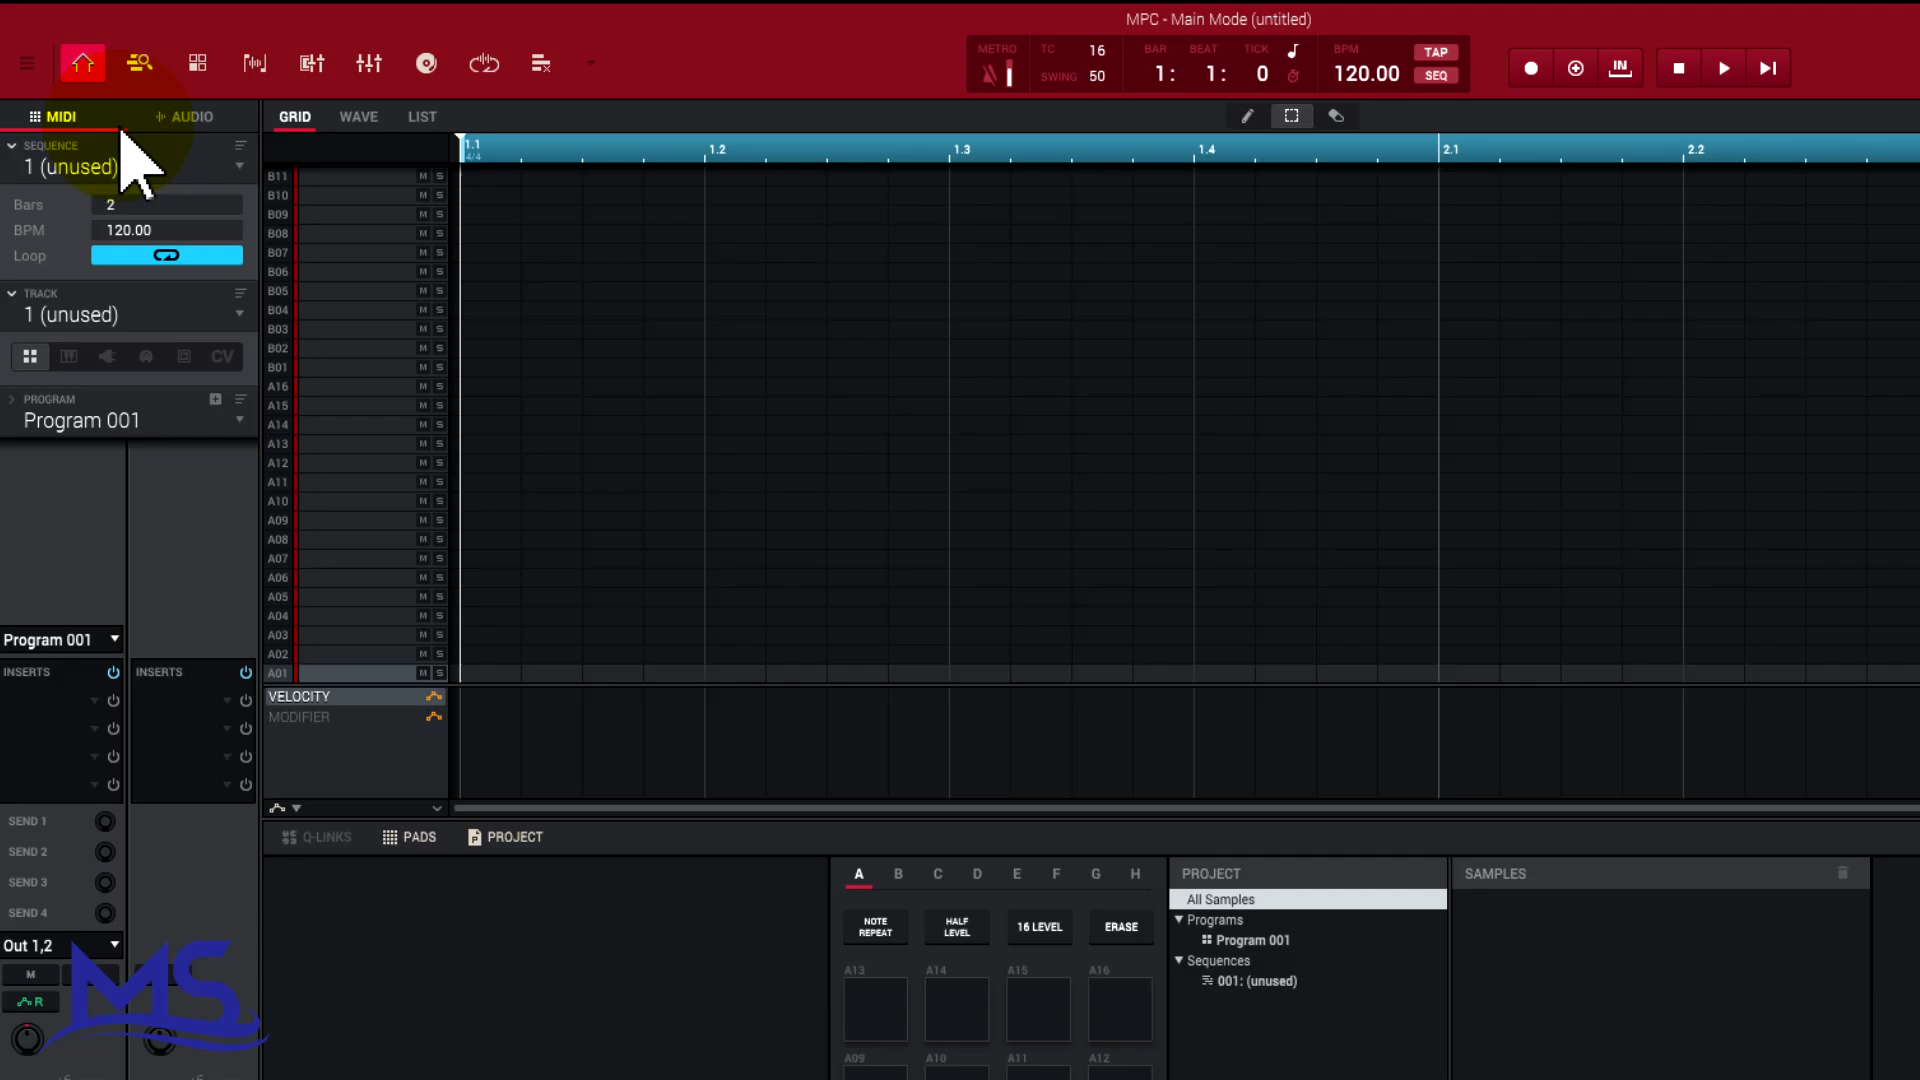 MPC - Main Mode (untitled)
METRO
TC 16
SWING 50
BAR BEAT TICK
1: 1: 0
BPM
120.00
TAP
SEQ
IN
MIDI AUDIO
GRID WAVE LIST
SEQUENCE
1 (unused)
Bars 2
BPM 120.00
Loop
TRACK
1 (unused)
CV
PROGRAM
Program 001
1.1 1.2 1.3 1.4 2.1 2.2
4/4
B11 M S
B10 M S
B09 M S
B08 M S
B07 M S
B06 M S
B05 M S
B04 M S
B03 M S
B02 M S
B01 M S
A16 M S
A15 M S
A14 M S
A13 M S
A12 M S
A11 M S
A10 M S
A09 M S
A08 M S
A07 M S
A06 M S
A05 M S
A04 M S
A03 M S
A02 M S
A01 M S
VELOCITY
MODIFIER
Program 001
INSERTS INSERTS
SEND 1
SEND 2
SEND 3
SEND 4
Out 1,2
M
R
MS
Q-LINKS PADS PROJECT
A B C D E F G H
NOTE REPEAT
HALF LEVEL
16 LEVEL
ERASE
A13 A14 A15 A16
A09 A10 A11 A12
PROJECT
All Samples
Programs
Program 001
Sequences
001: (unused)
SAMPLES